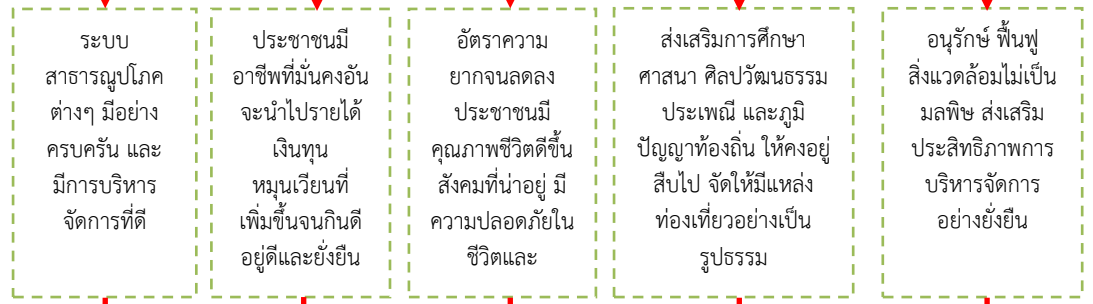 ระบบ
สาธารณูปโภค
ต่างๆ มีอย่าง
ครบครัน และ
มีการบริหาร
จัดการที่ดี
ประชาชนมี
อาชีพที่มั่นคงอัน
จะนำไปรายได้
เงินทุน
หมุนเวียนที่
เพิ่มขึ้นจนกินดี
อยู่ดีและยั่งยืน
อัตราความ
ยากจนลดลง
ประชาชนมี
คุณภาพชีวิตดีขึ้น
สังคมที่น่าอยู่ มี
ความปลอดภัยใน
ชีวิตและ
ส่งเสริมการศึกษา
ศาสนา ศิลปวัฒนธรรม
ประเพณี และภูมิ
ปัญญาท้องถิ่น ให้คงอยู่
สืบไป จัดให้มีแหล่ง
ท่องเที่ยวอย่างเป็น
รูปธรรม
อนุรักษ์ ฟื้นฟู
สิ่งแวดล้อมไม่เป็น
มลพิษ ส่งเสริม
ประสิทธิภาพการ
บริหารจัดการ
อย่างยั่งยืน